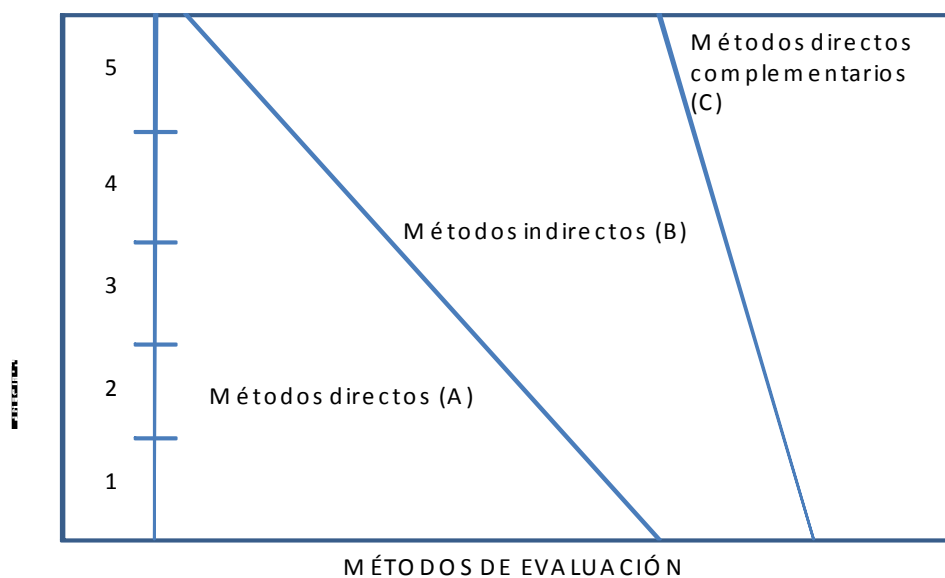 Métodos directos
complementarios
(C)
5
4
Métodos indirectos (B)
3
2
Métodos directos (A)
1
MÉTODOS DE EVALUACIÓN